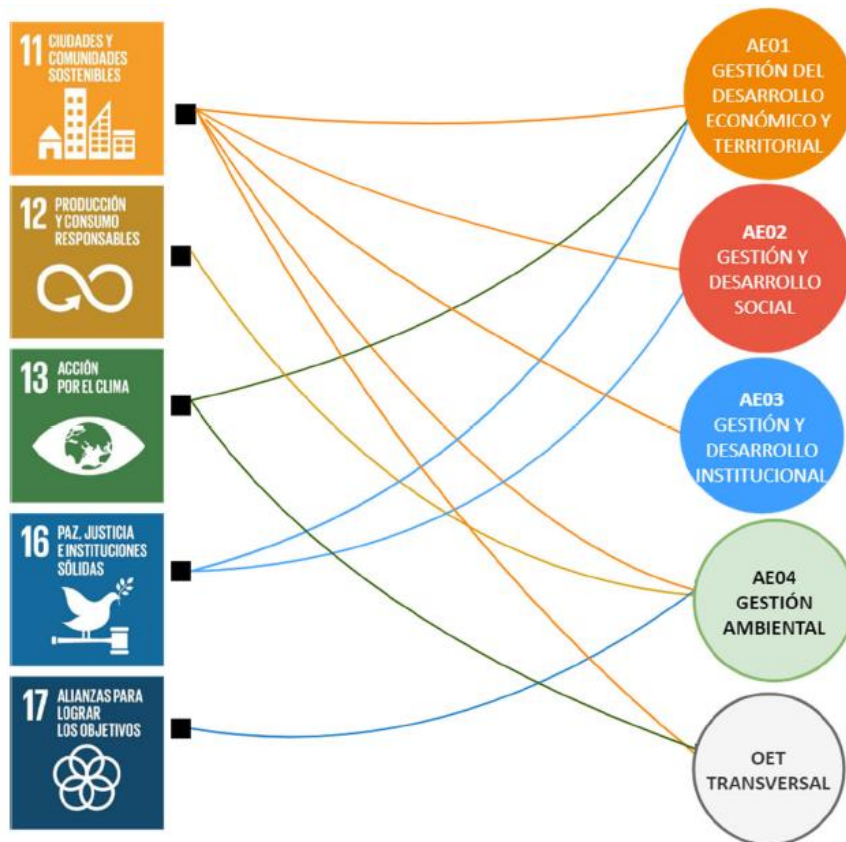 11 CIUDADES Y
COMUNIDADES
SOSTENIBLES
12 PRODUCCIÓN
Y CONSUMO
RESPONSABLES
13 ACCIÓN
POR EL CLIMA
16 PAZ, JUSTICIA
E INSTITUCIONES
SÓLIDAS
17 ALIANZAS PARA
LOGRAR
LOS OBJETIVOS
AE01
GESTIÓN DEL
DESARROLLO
ECONÓMICO Y
TERRITORIAL
AE02
GESTIÓN Y
DESARROLLO
SOCIAL
AE03
GESTIÓN Y
DESARROLLO
INSTITUCIONAL
AE04
GESTIÓN
AMBIENTAL
OET
TRANSVERSAL